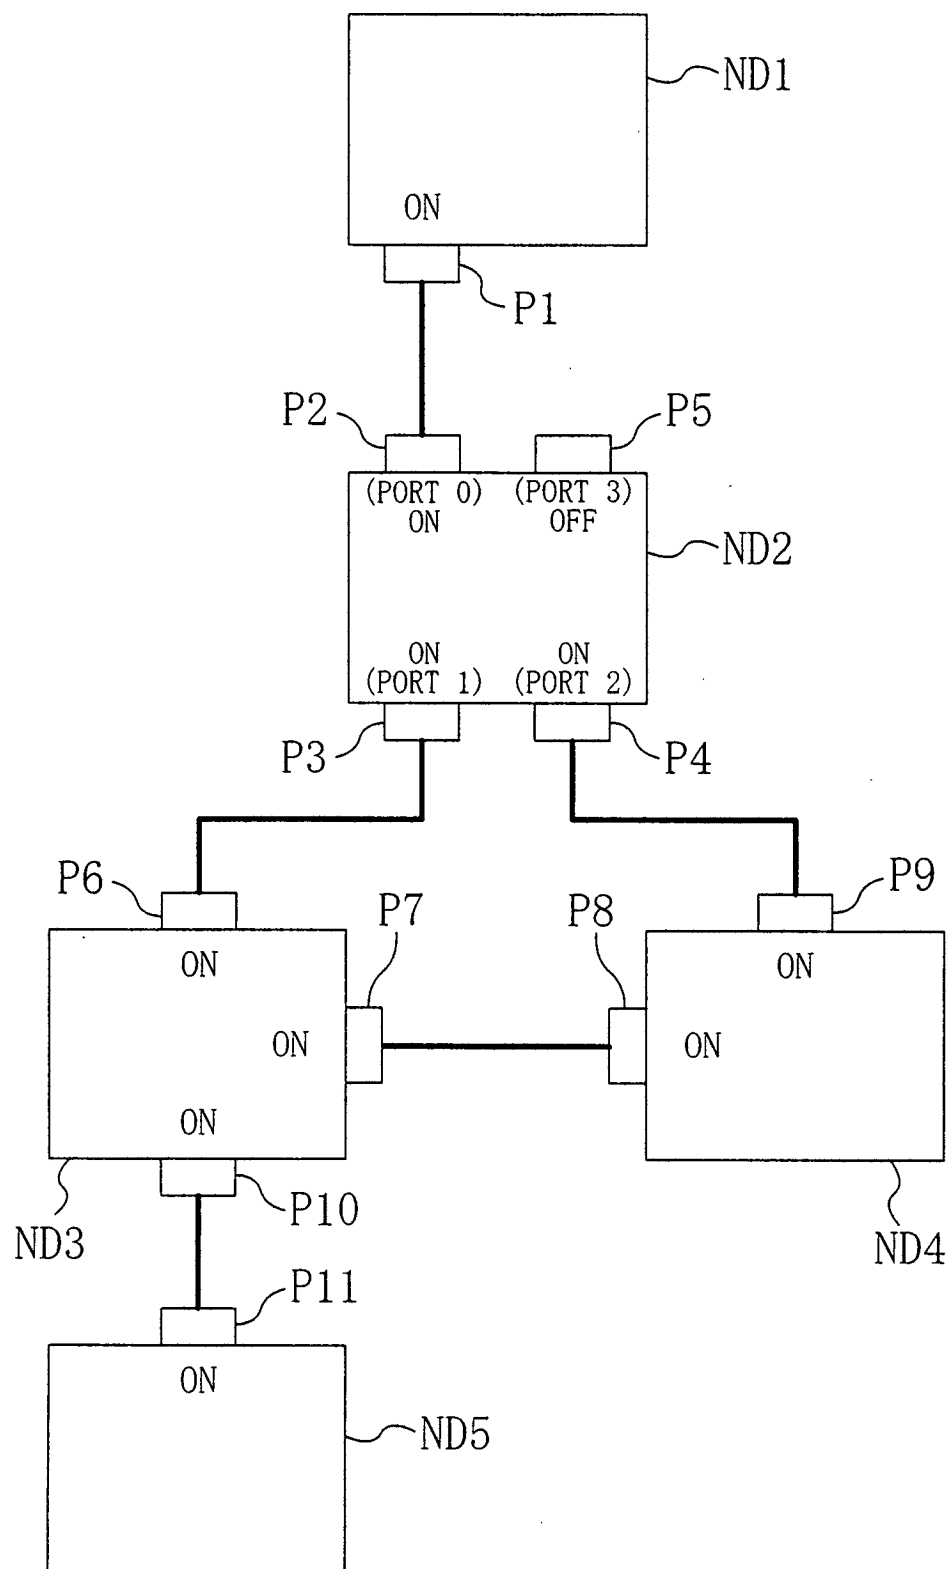 ND1
ON
P1
P2
P5
(PORT 0) (PORT 3)
ON OFF
ND2
ON ON
(PORT 1) (PORT 2)
P3
P4
P6
P7
P8
P9
ON
ON
ON
ON
ON
P10
ND3
ND4
P11
ON
ND5